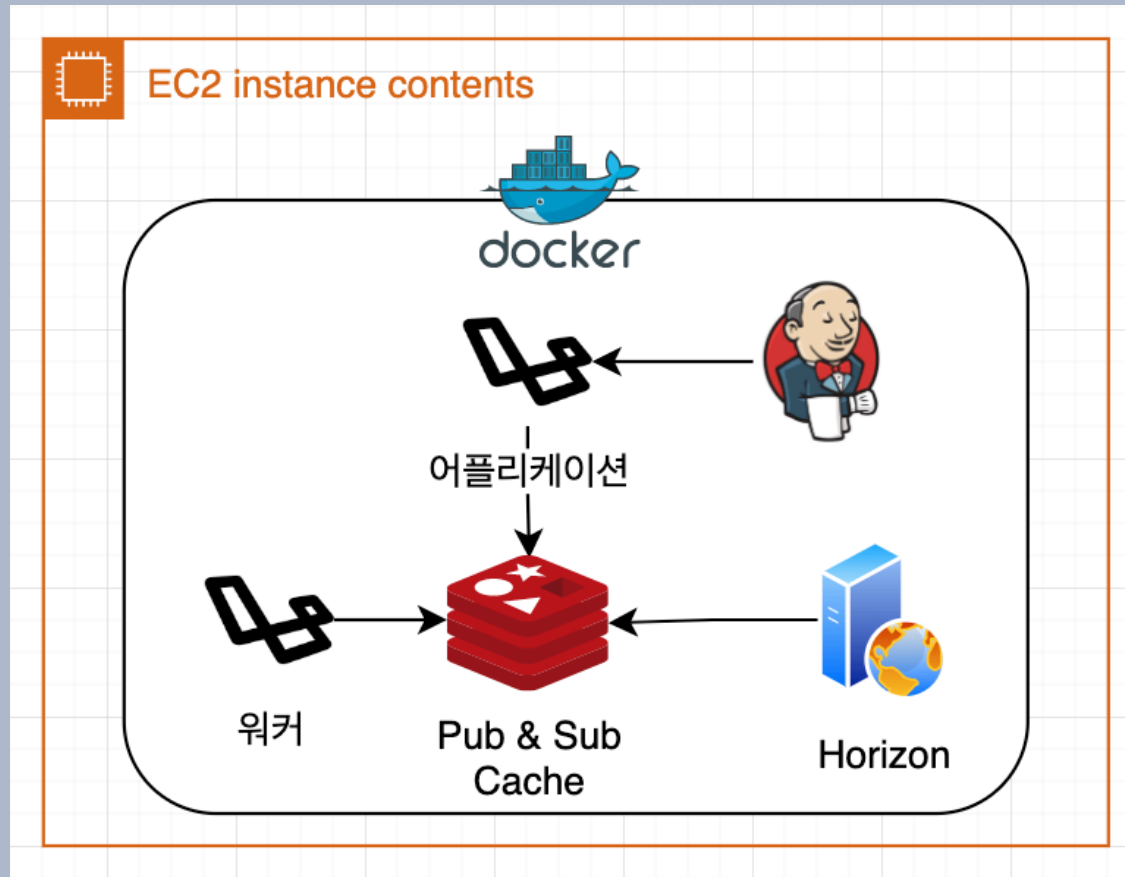 EC2 instance contents
docker
어플리케이션
워커
Pub & Sub
Cache
Horizon